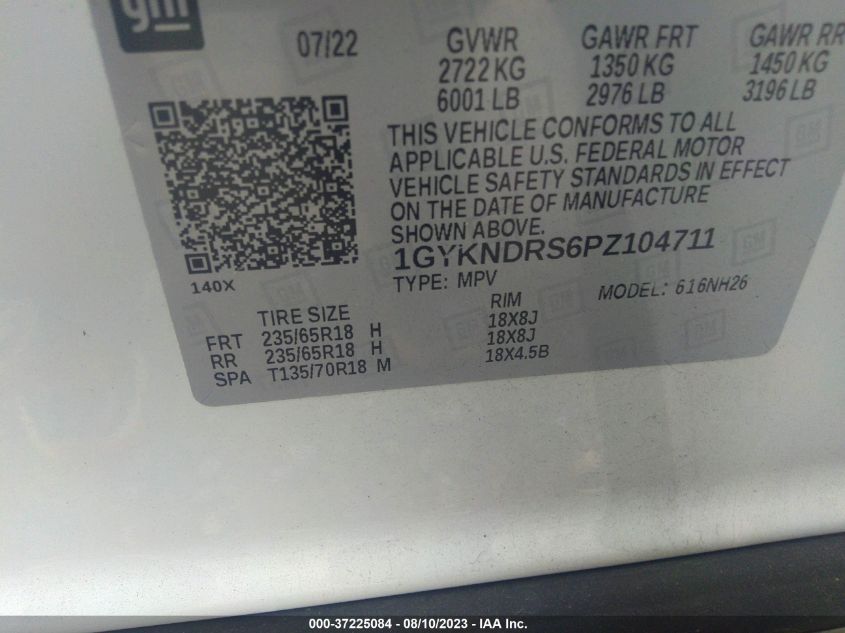 gm
07/22 GVWR GAWR FRT GAWR RR
2722 KG 1350 KG 1450 KG
6001 LB 2976 LB 3196 LB
THIS VEHICLE CONFORMS TO ALL
APPLICABLE U.S. FEDERAL MOTOR
VEHICLE SAFETY STANDARDS IN EFFECT
ON THE DATE OF MANUFACTURE
SHOWN ABOVE.
1GYKNDRS6PZ104711
140X TYPE: MPV MODEL: 616NH26
TIRE SIZE RIM
FRT 235/65R18 H 18X8J
RR 235/65R18 H 18X8J
SPA T135/70R18 M 18X4.5B
000-37225084 - 08/10/2023 - IAA Inc.